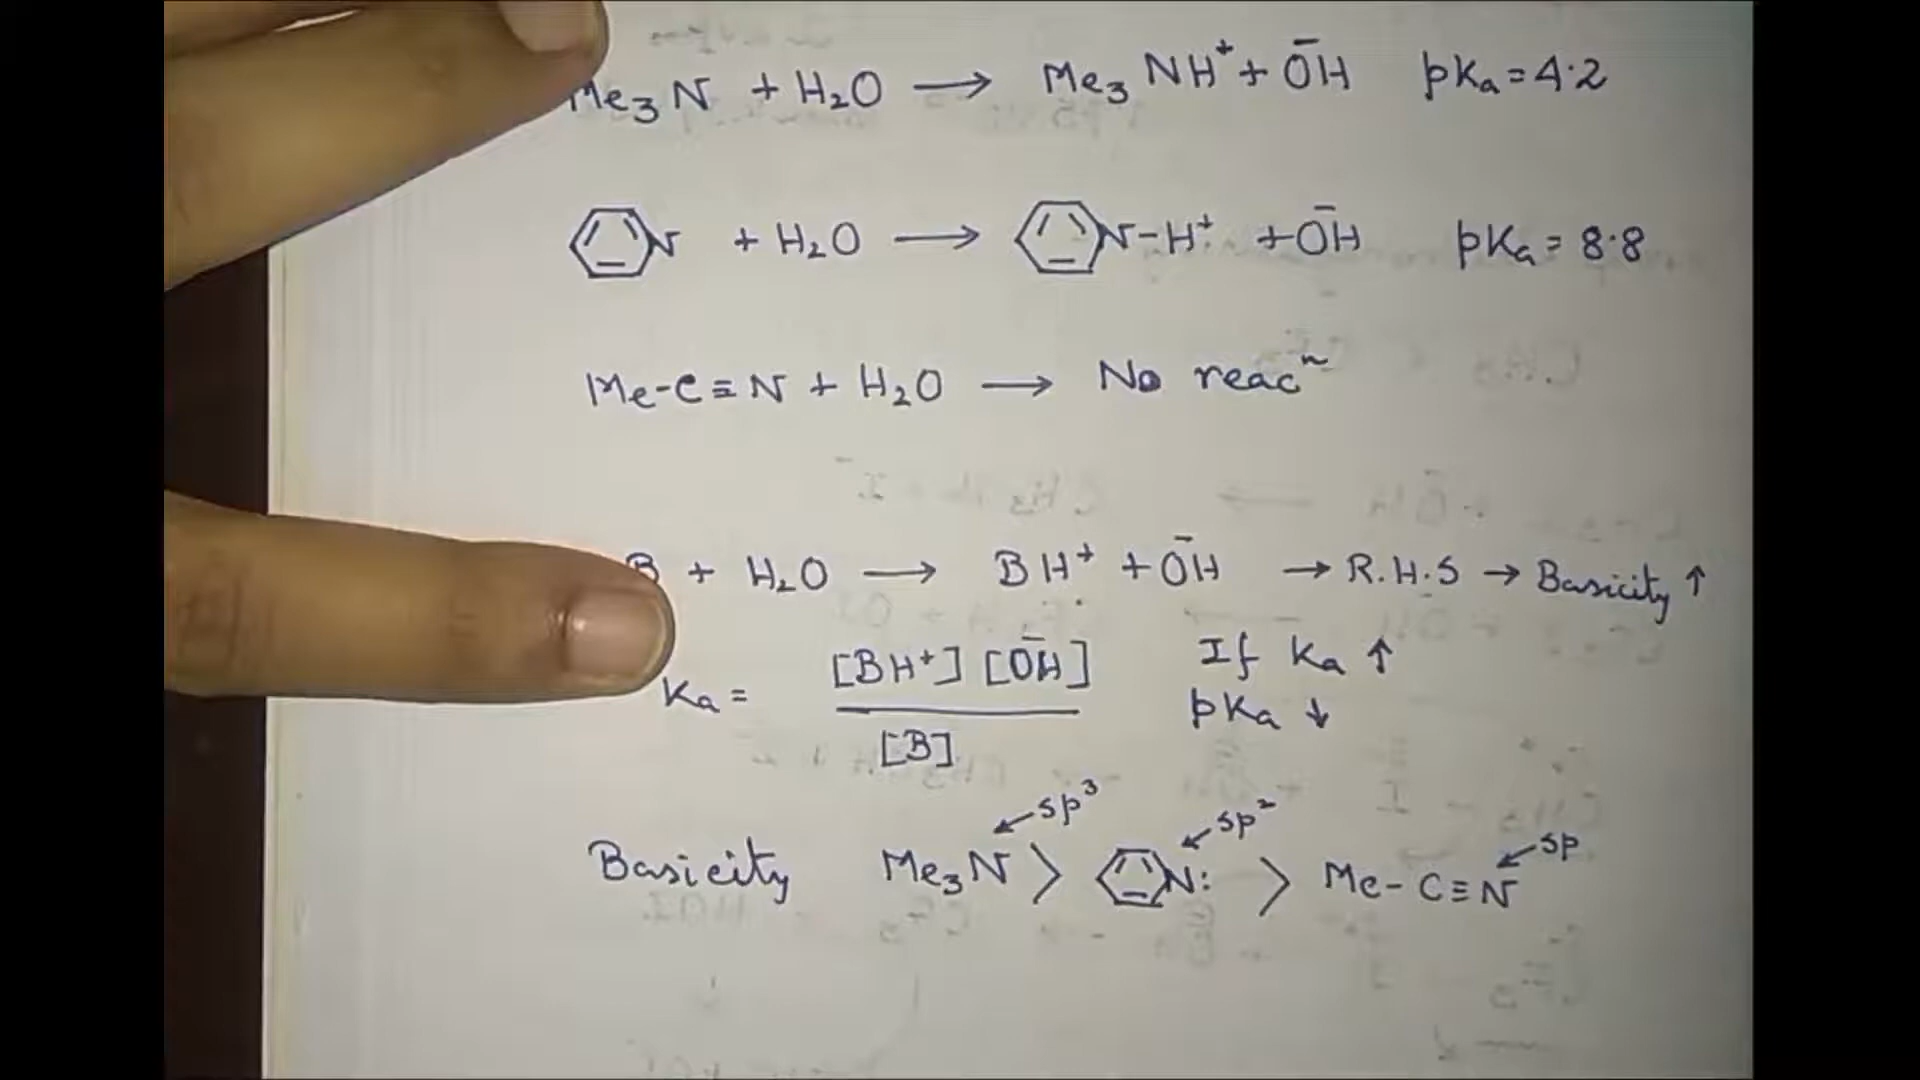 Me₃N + H₂O → Me₃NH⁺ + ŌH pKa = 4.2
N + H₂O → N-H⁺ + ŌH pKa = 8.8
Me-C≡N + H₂O → No reacⁿ
B + H₂O → BH⁺ + ŌH → R.H.S → Basicity ↑
Ka = [BH⁺] [ŌH] / [B] If Ka ↑
pKa ↓
sp³ sp² sp
Basicity Me₃N > N: > Me-C≡N